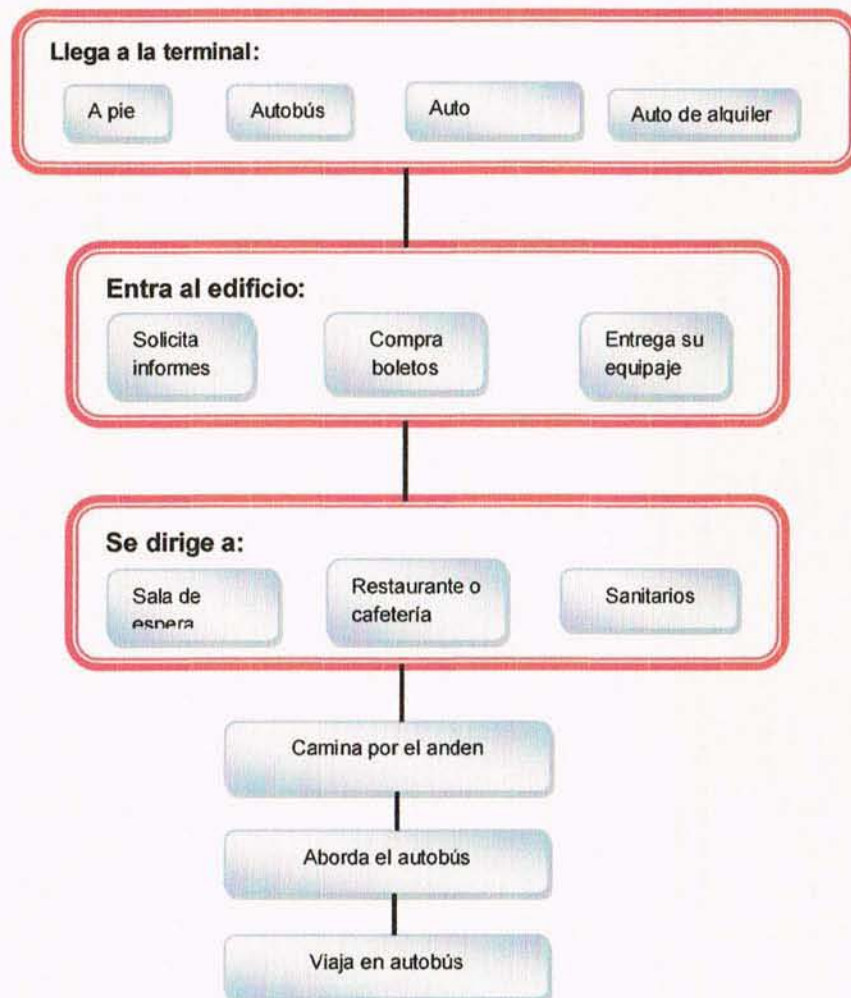 Llega a la terminal:
A pie
Autobús
Auto
Auto de alquiler
Entra al edificio:
Solicita
informes
Compra
boletos
Entrega su
equipaje
Se dirige a:
Sala de
espera
Restaurante o
cafetería
Sanitarios
Camina por el anden
Aborda el autobús
Viaja en autobús